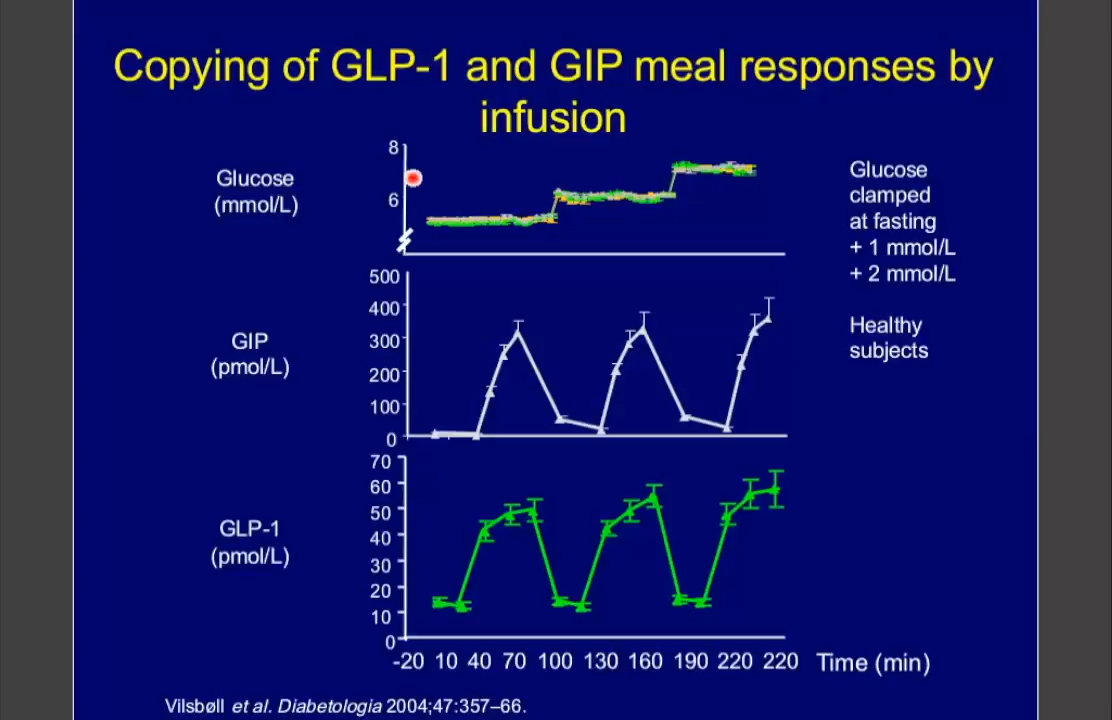 Copying of GLP-1 and GIP meal responses by
infusion
Glucose
(mmol/L)
8
6
Glucose
clamped
at fasting
+ 1 mmol/L
+ 2 mmol/L
Healthy
subjects
GIP
(pmol/L)
500
400
300
200
100
0
GLP-1
(pmol/L)
70
60
50
40
30
20
10
0
-20 10 40 70 100 130 160 190 220 220 Time (min)
Vilsbøll et al. Diabetologia 2004;47:357–66.